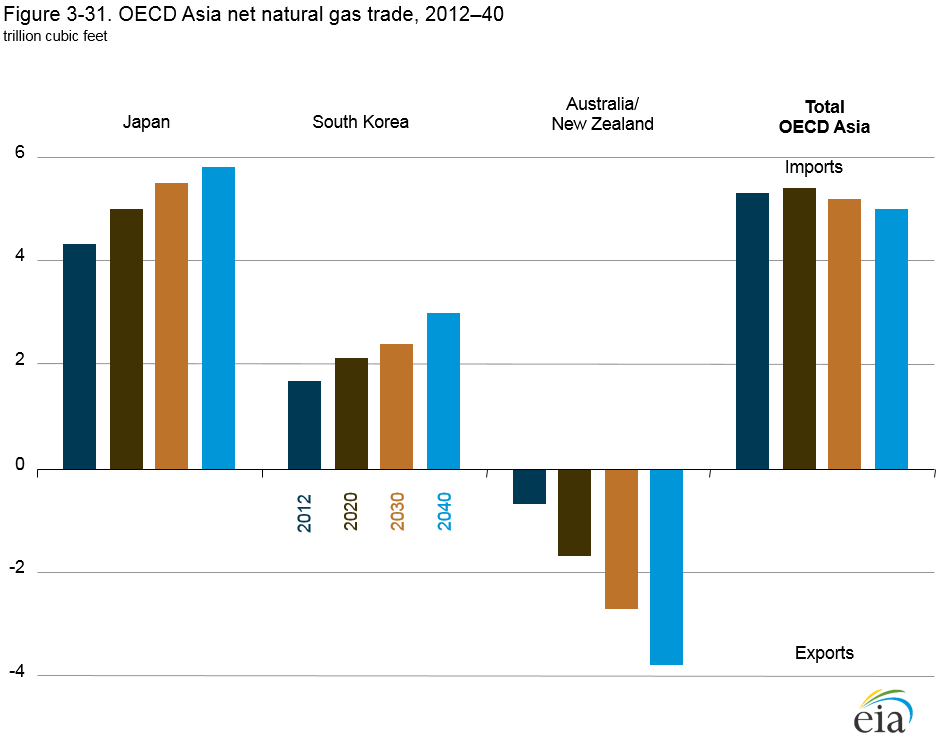 Figure 3-31. OECD Asia net natural gas trade, 2012–40
trillion cubic feet
Japan
South Korea
Australia/
New Zealand
Total
OECD Asia
6
Imports
4
2
0
2012
2020
2030
2040
-2
Exports
-4
eia